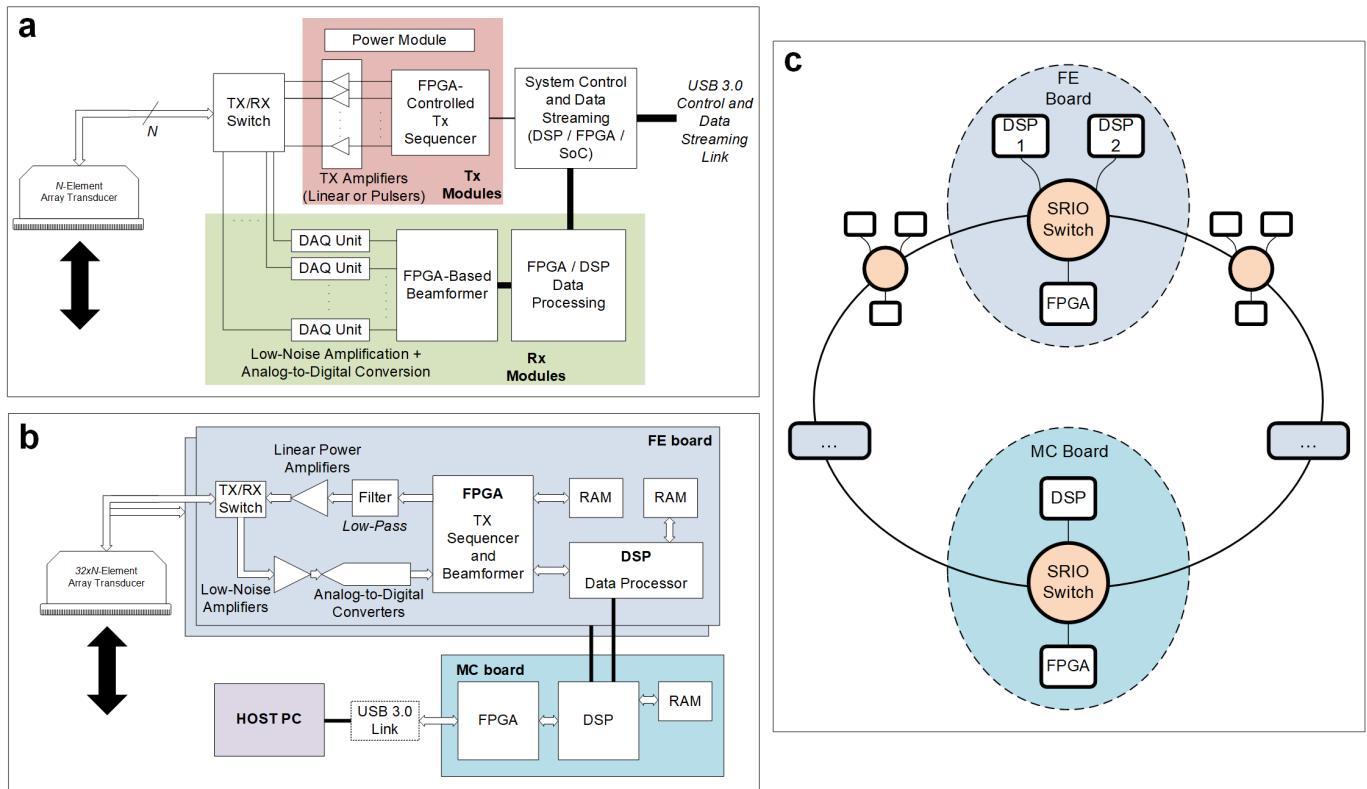 a
Power Module
TX/RX
Switch
FPGA-
Controlled
Tx
Sequencer
System Control
and Data
Streaming
(DSP / FPGA /
SoC)
USB 3.0
Control and
Data
Streaming
Link
N
N-Element
Array Transducer
TX Amplifiers
(Linear or Pulsers)
Tx
Modules
DAQ Unit
DAQ Unit
DAQ Unit
FPGA-Based
Beamformer
FPGA / DSP
Data
Processing
Low-Noise Amplification +
Analog-to-Digital Conversion
Rx
Modules
b
FE board
Linear Power
Amplifiers
TX/RX
Switch
Filter
Low-Pass
FPGA
TX
Sequencer
and
Beamformer
RAM
RAM
DSP
Data Processor
32xN-Element
Array Transducer
Low-Noise
Amplifiers
Analog-to-Digital
Converters
MC board
HOST PC
USB 3.0
Link
FPGA
DSP
RAM
c
FE
Board
DSP
1
DSP
2
SRIO
Switch
FPGA
...
...
MC Board
DSP
SRIO
Switch
FPGA